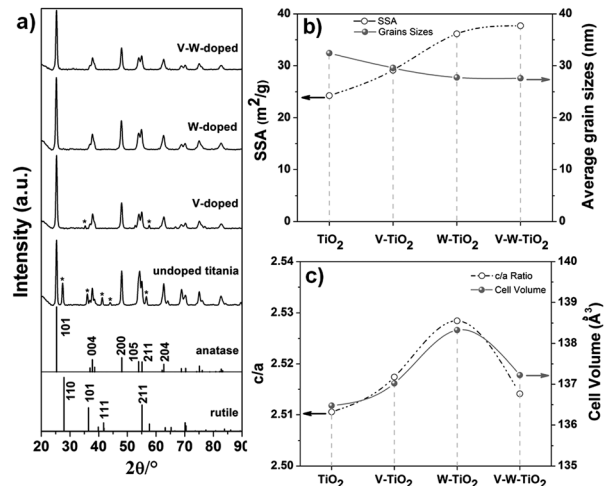 a)
V-W-doped
W-doped
V-doped
* *
undoped titania
* * * * *
101
004
200
105
211
204
anatase
110
101
111
211
rutile
Intensity (a.u.)
20 30 40 50 60 70 80 90
2θ/°
b)
SSA
Grains Sizes
SSA (m²/g)
40
30
20
10
0
Average grain sizes (nm)
40
35
30
25
20
15
10
5
0
TiO₂ V-TiO₂ W-TiO₂ V-W-TiO₂
c)
c/a Ratio
Cell Volume
c/a
2.54
2.53
2.52
2.51
2.50
Cell Volume (Å³)
140
139
138
137
136
135
TiO₂ V-TiO₂ W-TiO₂ V-W-TiO₂